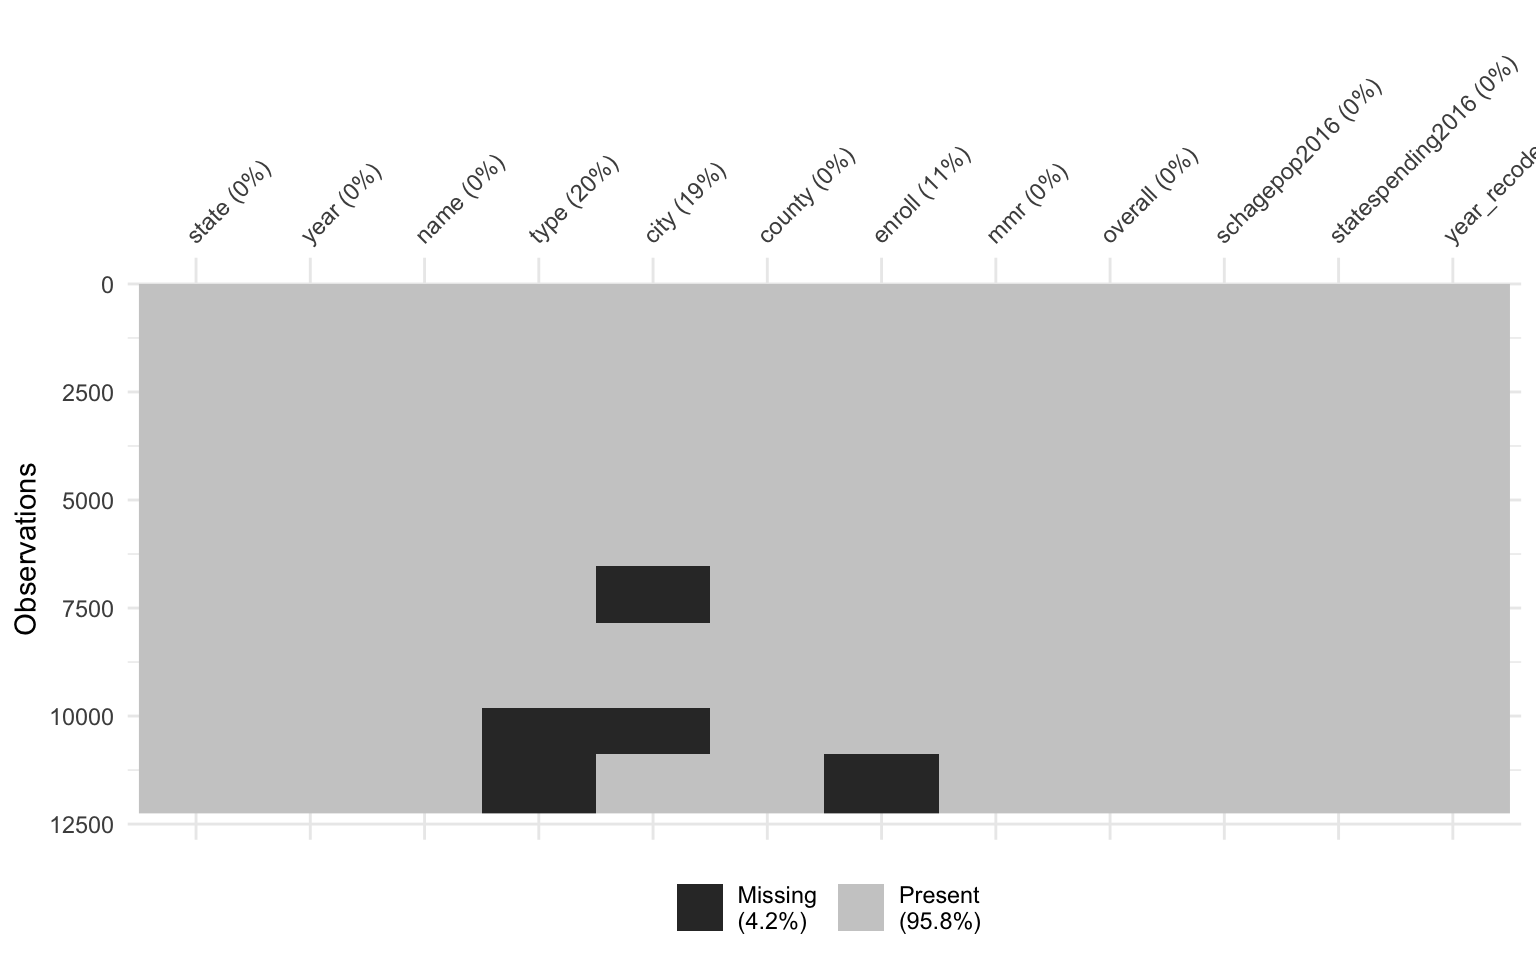 state (0%)
year (0%)
name (0%)
type (20%)
city (19%)
county (0%)
enroll (11%)
mmr (0%)
overall (0%)
schagepop2016 (0%)
statespending2016 (0%)
year_recode
0
2500
5000
7500
10000
12500
Observations
Missing
(4.2%)
Present
(95.8%)